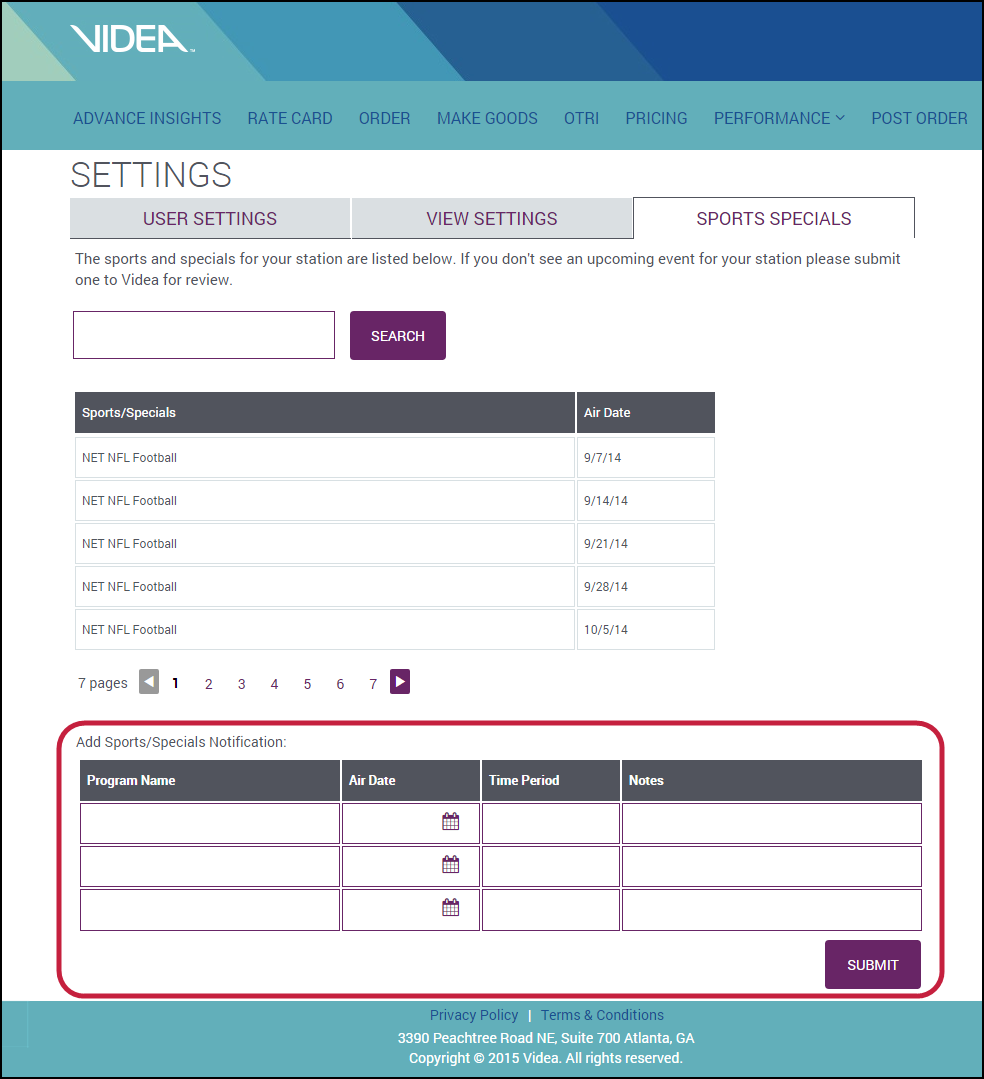 VIDEA™
ADVANCE INSIGHTS RATE CARD ORDER MAKE GOODS OTRI PRICING PERFORMANCE POST ORDER
SETTINGS
USER SETTINGS VIEW SETTINGS SPORTS SPECIALS
The sports and specials for your station are listed below. If you don't see an upcoming event for your station please submit
one to Videa for review.
SEARCH
Sports/Specials Air Date
NET NFL Football 9/7/14
NET NFL Football 9/14/14
NET NFL Football 9/21/14
NET NFL Football 9/28/14
NET NFL Football 10/5/14
7 pages 1 2 3 4 5 6 7
Add Sports/Specials Notification:
Program Name Air Date Time Period Notes
SUBMIT
Privacy Policy | Terms & Conditions
3390 Peachtree Road NE, Suite 700 Atlanta, GA
Copyright © 2015 Videa. All rights reserved.